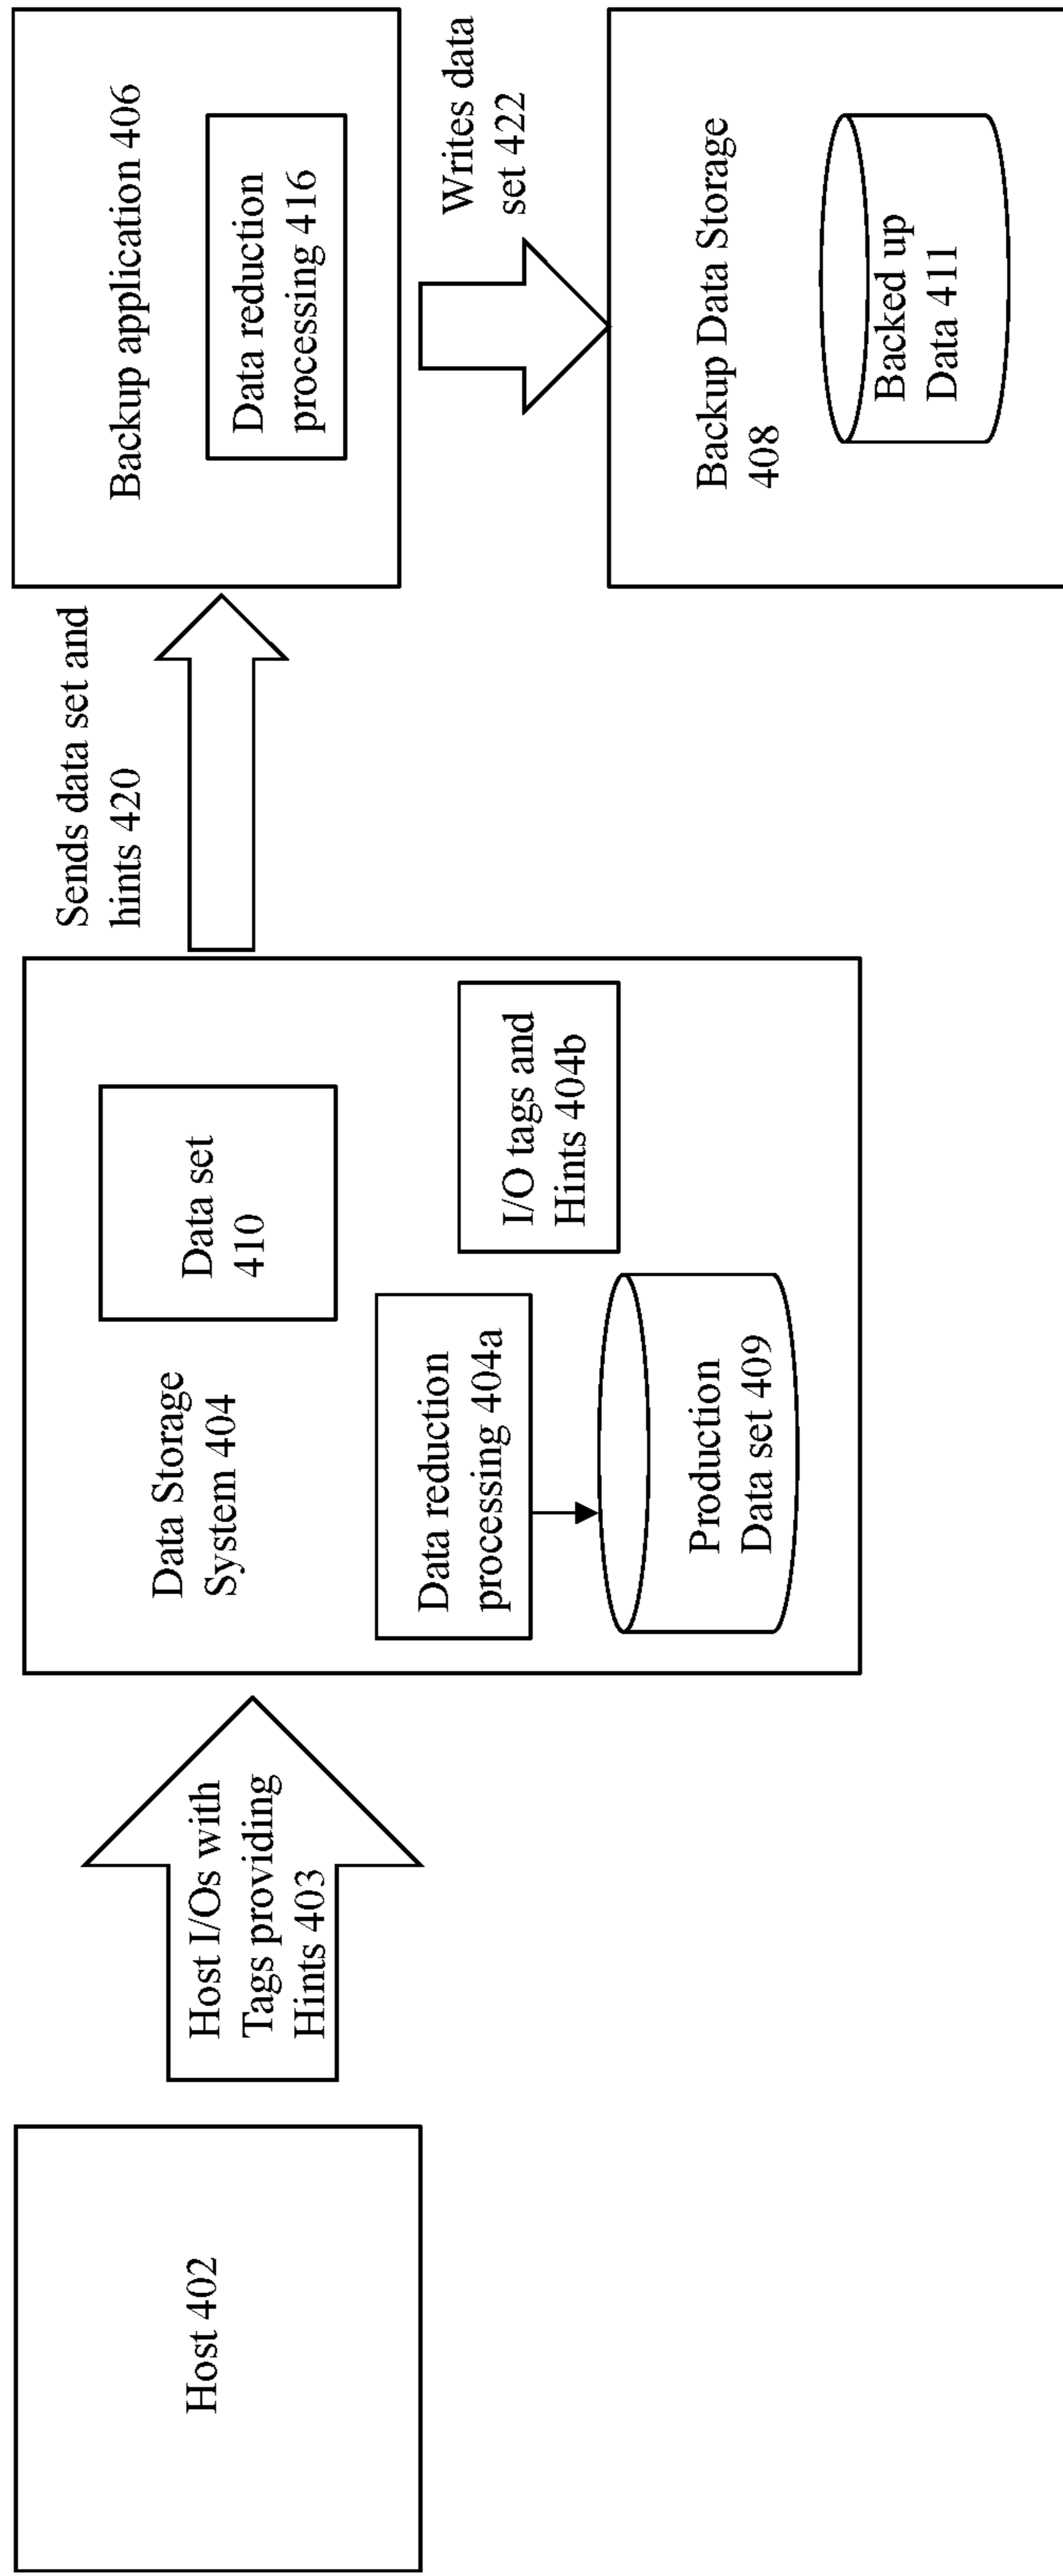 Host 402
Host I/Os with
Tags providing
Hints 403
Data Storage
System 404
Data set
410
Data reduction
processing 404a
I/O tags and
Hints 404b
Production
Data set 409
Sends data set and
hints 420
Backup application 406
Data reduction
processing 416
Writes data
set 422
Backup Data Storage
408
Backed up
Data 411